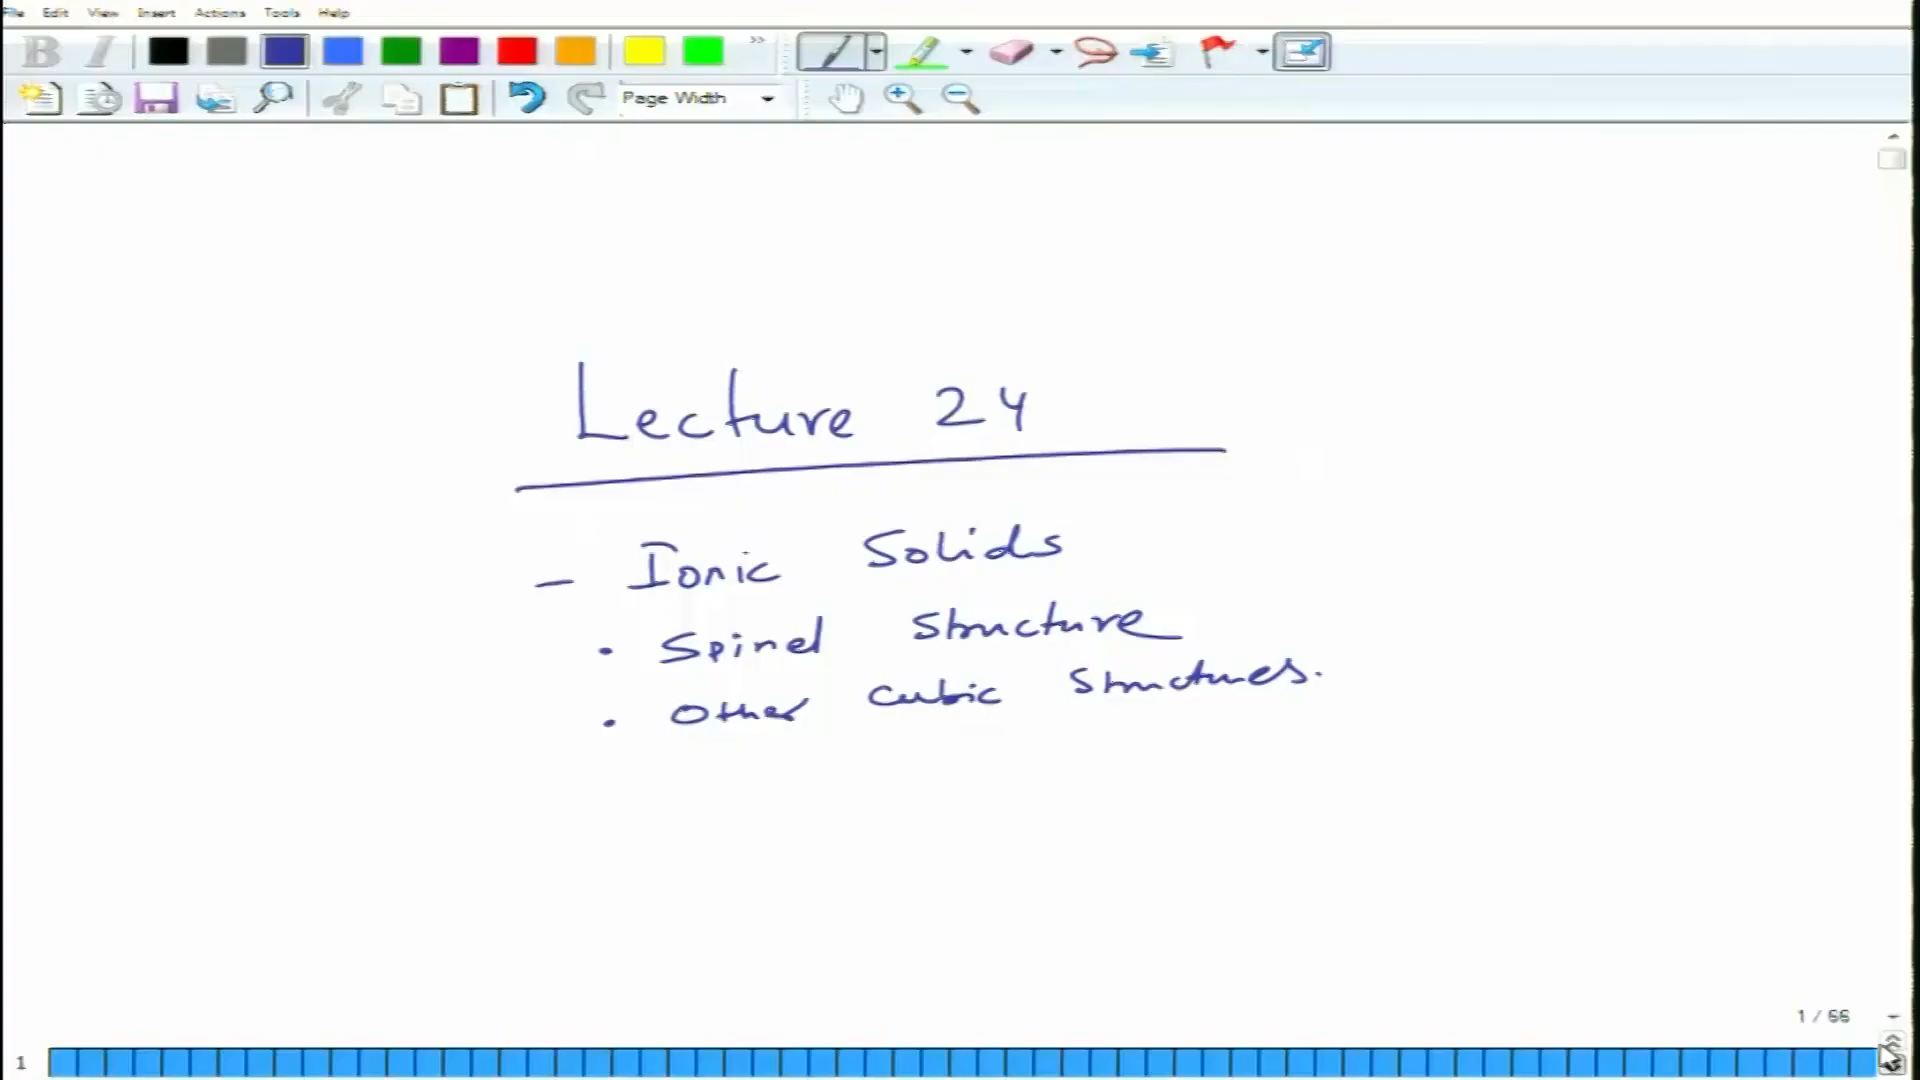 File Edit View Insert Actions Tools Help
B I
Page Width
Lecture 24
- Ionic Solids
• Spinel Structure
• Other cubic structures.
1 / 66
1